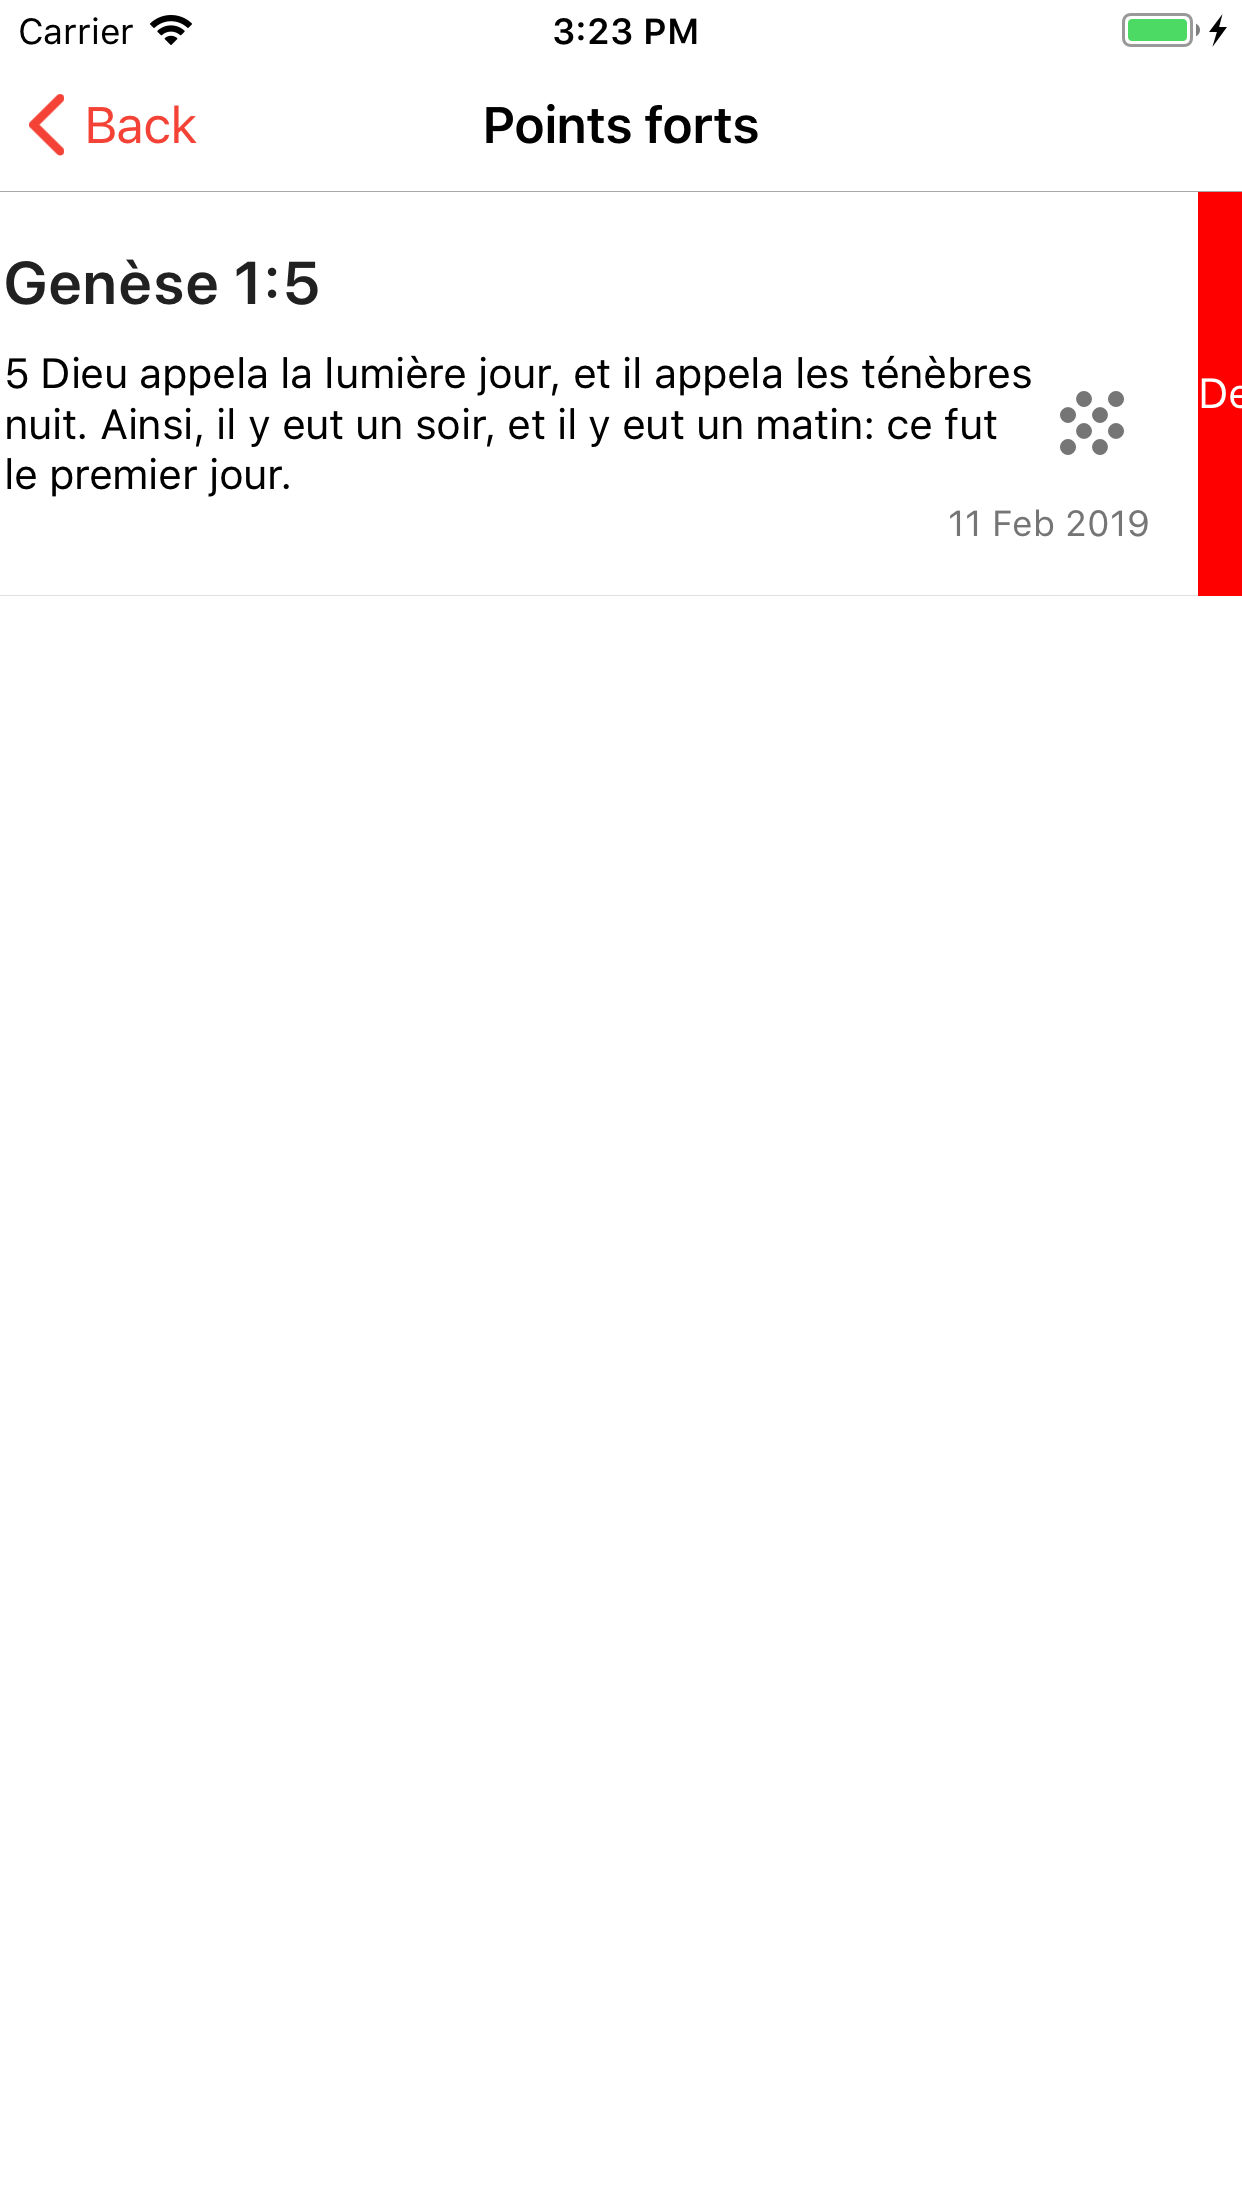 Carrier 3:23 PM
Back Points forts
Genèse 1:5
5 Dieu appela la lumière jour, et il appela les ténèbres
nuit. Ainsi, il y eut un soir, et il y eut un matin: ce fut
le premier jour.
De
11 Feb 2019